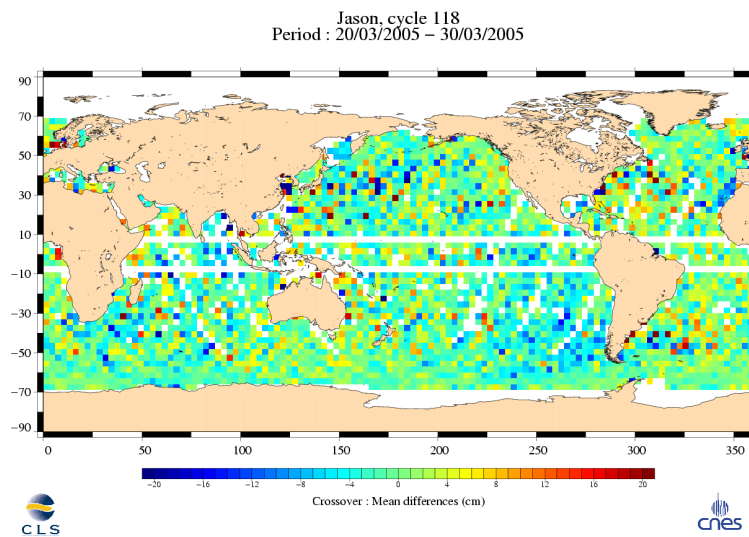 Jason, cycle 118
Period : 20/03/2005 – 30/03/2005
90
70
50
30
10
−10
−30
−50
−70
−90
0 50 100 150 200 250 300 350
−20 −16 −12 −8 −4 0 4 8 12 16 20
Crossover : Mean differences (cm)
CLS
cnes